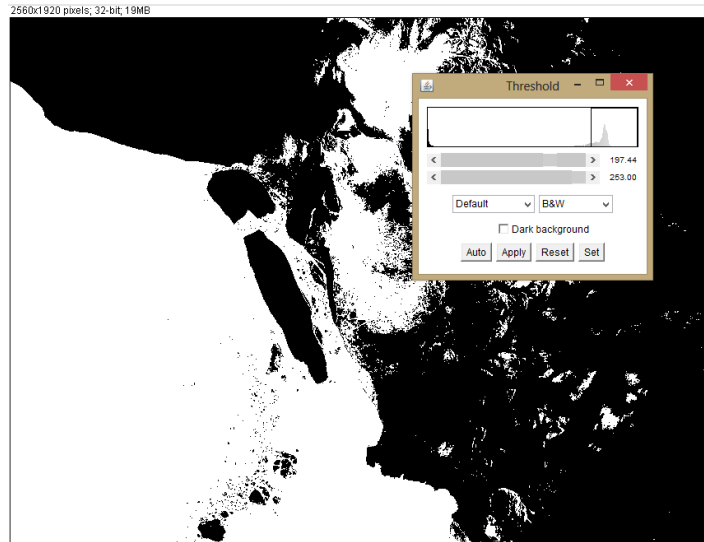 2560x1920 pixels; 32-bit; 19MB
Threshold
197.44
253.00
Default B&W
Dark background
Auto Apply Reset Set